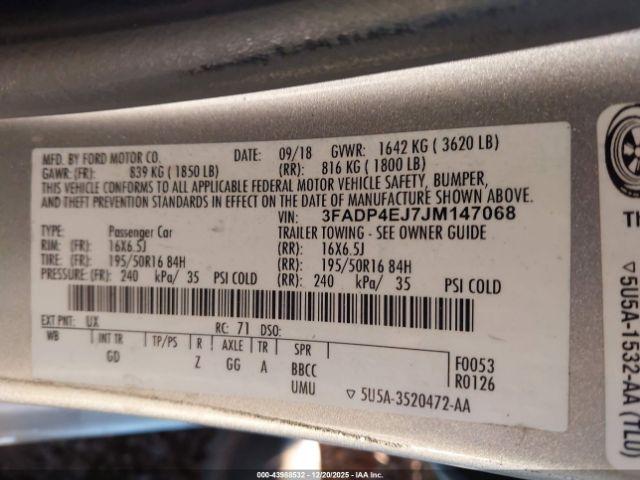 MFD. BY FORD MOTOR CO. DATE: 09/18 GVWR: 1642 KG ( 3620 LB)
GAWR: (FR): 839 KG ( 1850 LB) (RR): 816 KG ( 1800 LB)
THIS VEHICLE CONFORMS TO ALL APPLICABLE FEDERAL MOTOR VEHICLE SAFETY, BUMPER,
AND THEFT PREVENTION STANDARDS IN EFFECT ON THE DATE OF MANUFACTURE SHOWN ABOVE.
VIN: 3FADP4EJ7JM147068
TYPE: Passenger Car TRAILER TOWING - SEE OWNER GUIDE
RIM: (FR): 16X6.5J (RR): 16X6.5J
TIRE: (FR): 195/50R16 84H (RR): 195/50R16 84H
PRESSURE: (FR): 240 kPa/ 35 PSI COLD (RR): 240 kPa/ 35 PSI COLD
EXT PNT: UX RC: 71 DSO:
WB INT TR TP/PS R AXLE TR SPR
GD Z GG A BBCC F0053
UMU R0126
▽ 5U5A-3520472-AA
TH
▽ 5U5A-1532-AA (TLU)
000-43988532 - 12/20/2025 - IAA Inc.